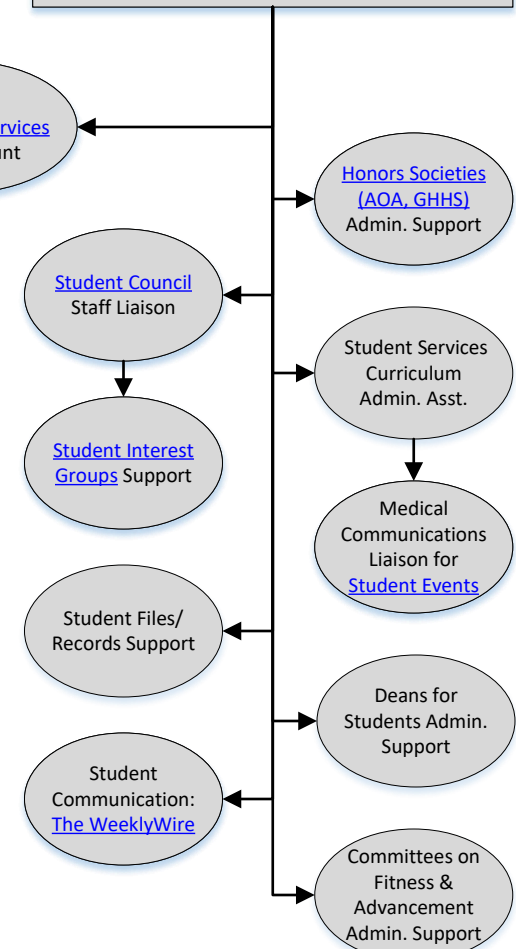 rvices
unt
Honors Societies
(AOA, GHHS)
Admin. Support
Student Council
Staff Liaison
Student Services
Curriculum
Admin. Asst.
Student Interest
Groups Support
Medical
Communications
Liaison for
Student Events
Student Files/
Records Support
Deans for
Students Admin.
Support
Student
Communication:
The WeeklyWire
Committees on
Fitness &
Advancement
Admin. Support